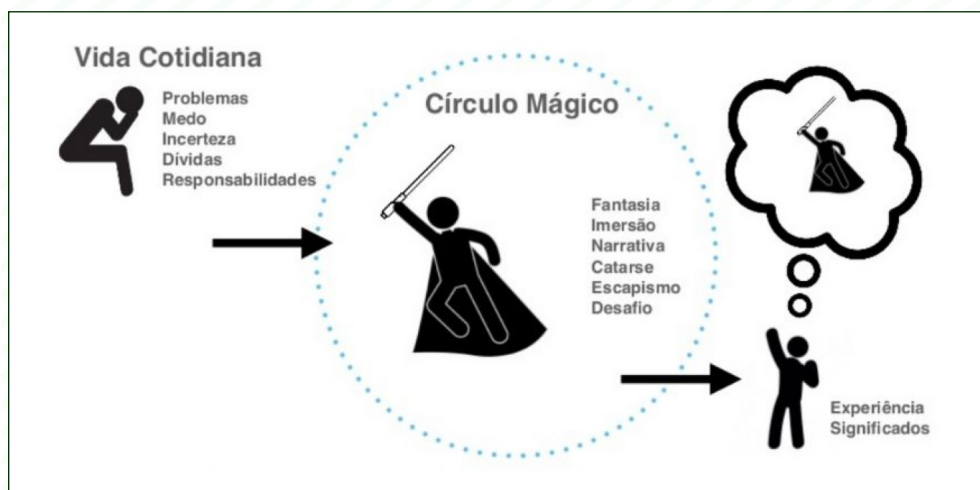 Vida Cotidiana
Problemas
Medo
Incerteza
Dívidas
Responsabilidades
Círculo Mágico
Fantasia
Imersão
Narrativa
Catarse
Escapismo
Desafio
Experiência
Significados